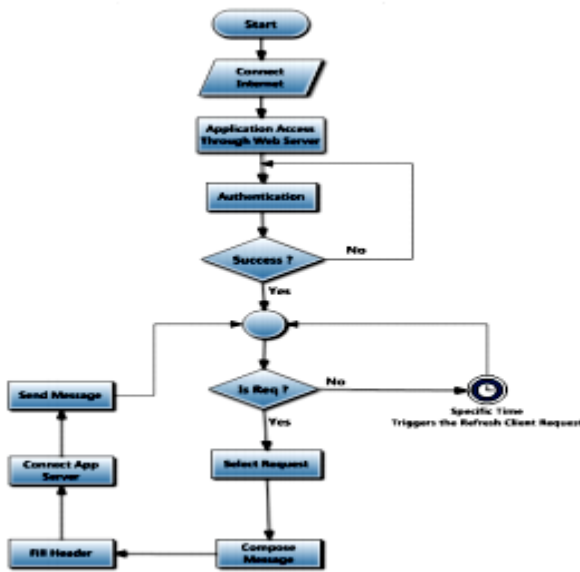 Start
Connect
Internet
Application Access
Through Web Server
Authentication
Success ?
No
Yes
Is Req ?
No
Yes
Specific Time
Triggers the Refresh Client Request
Select Request
Compose
Message
Fill Header
Connect App
Server
Send Message